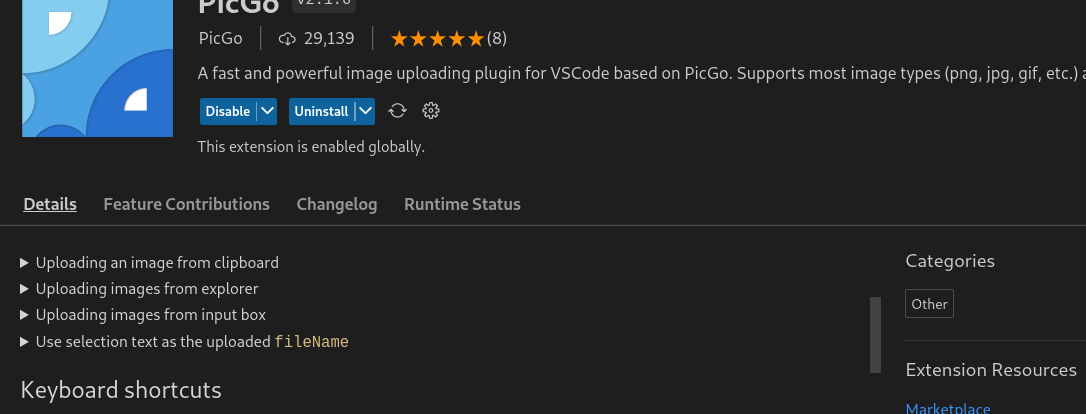 PicGo v2.1.6
PicGo 29,139 (8)
A fast and powerful image uploading plugin for VSCode based on PicGo. Supports most image types (png, jpg, gif, etc.) a
Disable Uninstall
This extension is enabled globally.
Details Feature Contributions Changelog Runtime Status
Uploading an image from clipboard
Uploading images from explorer
Uploading images from input box
Use selection text as the uploaded fileName
Keyboard shortcuts
Categories
Other
Extension Resources
Marketplace